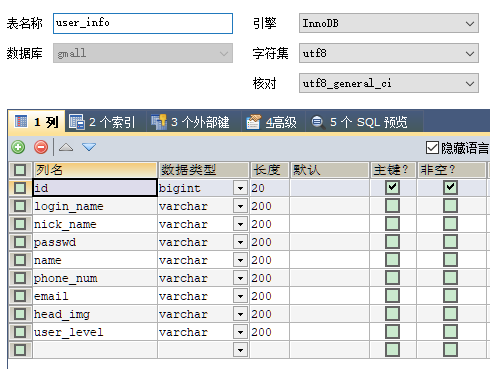 表名称 user_info 引擎 InnoDB
数据库 gmall 字符集 utf8
核对 utf8_general_ci
1 列 2 个索引 3 个外部键 4高级 5 个 SQL 预览
隐藏语言
列名 数据类型 长度 默认 主键? 非空?
id bigint 20
login_name varchar 200
nick_name varchar 200
passwd varchar 200
name varchar 200
phone_num varchar 200
email varchar 200
head_img varchar 200
user_level varchar 200